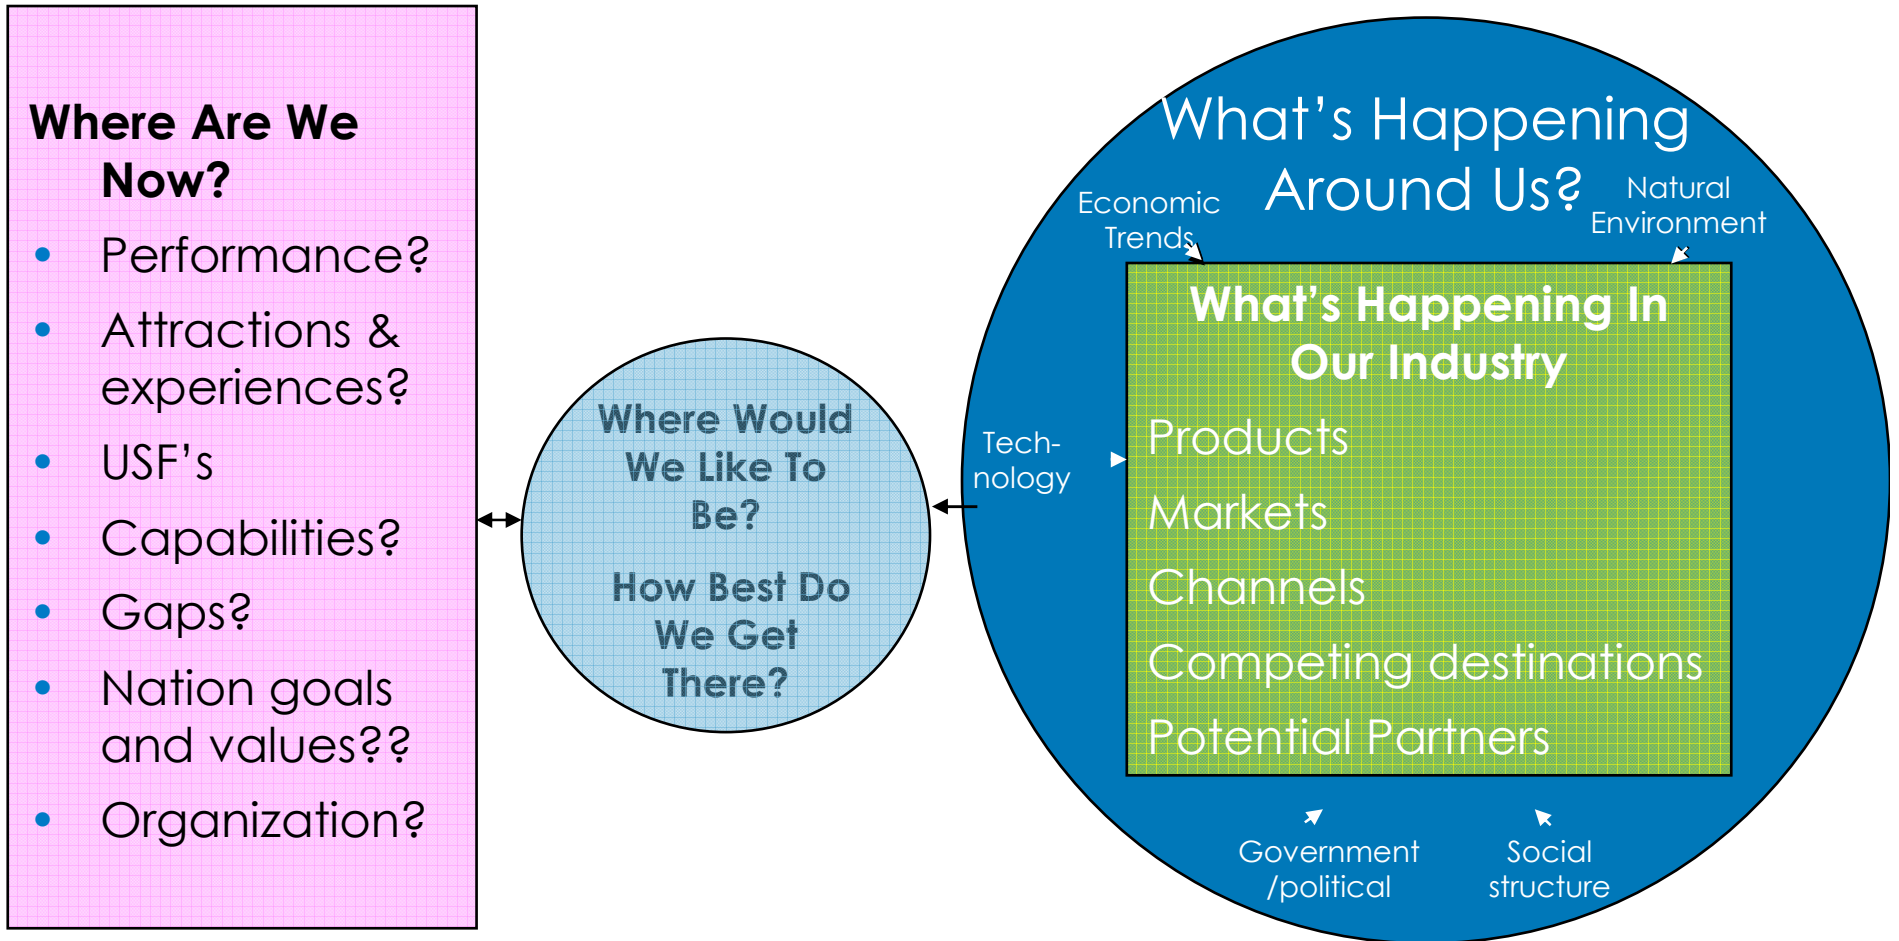 Where Are We
Now?
• Performance?
• Attractions &
experiences?
• USF’s
• Capabilities?
• Gaps?
• Nation goals
and values??
• Organization?
Where Would
We Like To
Be?
How Best Do
We Get
There?
What’s Happening
Around Us?
Economic
Trends
Natural
Environment
Tech-
nology
What’s Happening In
Our Industry
Products
Markets
Channels
Competing destinations
Potential Partners
Government
/political
Social
structure